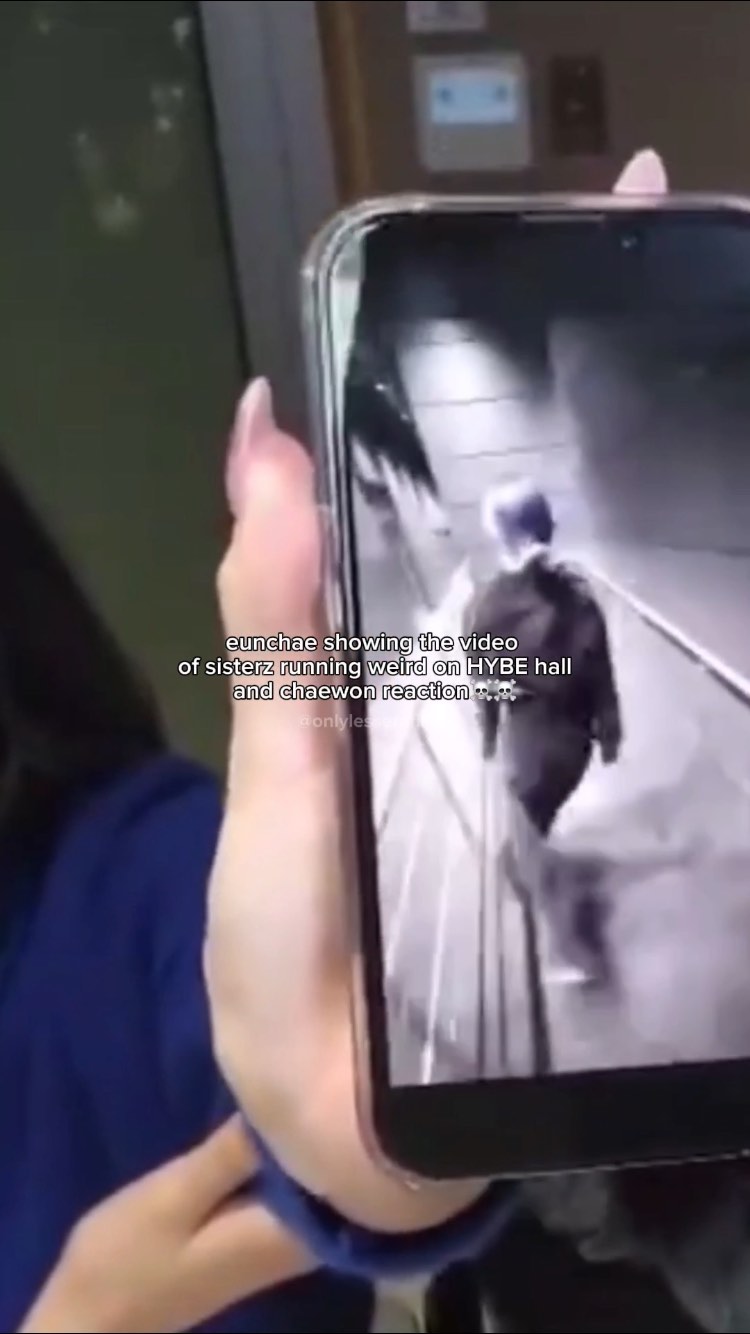 eunchae showing the video
of sisterz running weird on HYBE hall
and chaewon reaction☠️☠️